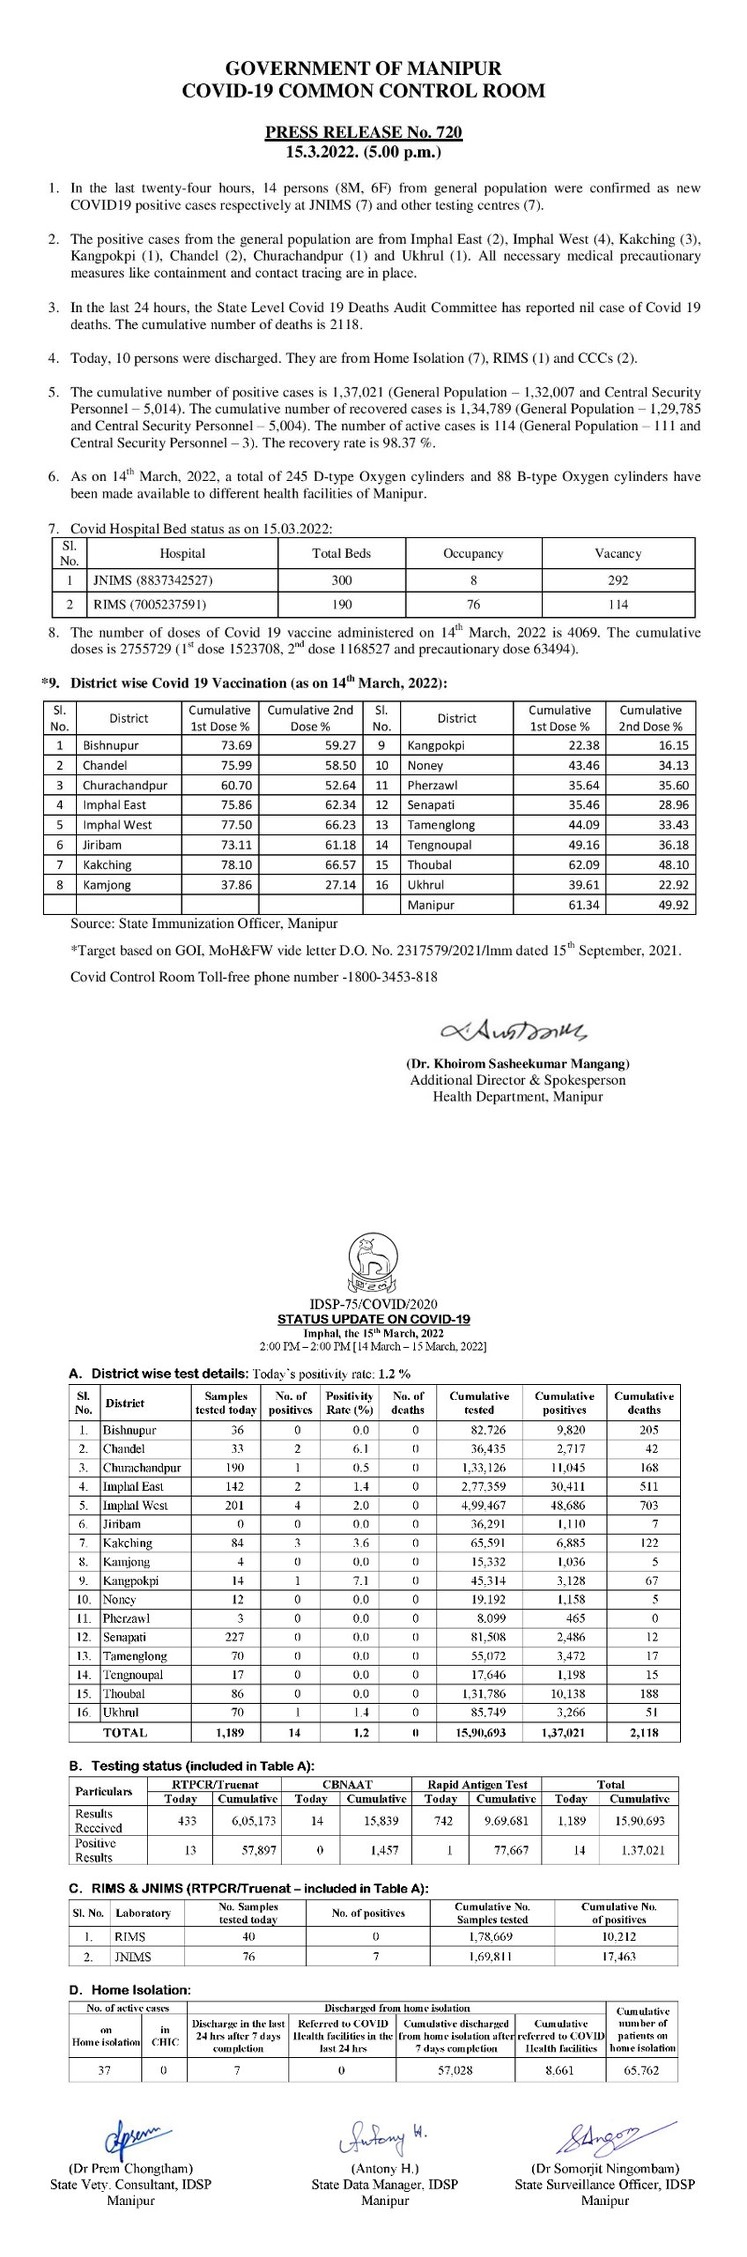 GOVERNMENT OF MANIPUR
COVID-19 COMMON CONTROL ROOM
PRESS RELEASE No. 720
15.3.2022. (5.00 p.m.)
1. In the last twenty-four hours, 14 persons (8M, 6F) from general population were confirmed as new
COVID19 positive cases respectively at JNIMS (7) and other testing centres (7).
2. The positive cases from the general population are from Imphal East (2), Imphal West (4), Kakching (3),
Kangpokpi (1), Chandel (2), Churachandpur (1) and Ukhrul (1). All necessary medical precautionary
measures like containment and contact tracing are in place.
3. In the last 24 hours, the State Level Covid 19 Deaths Audit Committee has reported nil case of Covid 19
deaths. The cumulative number of deaths is 2118.
4. Today, 10 persons were discharged. They are from Home Isolation (7), RIMS (1) and CCCs (2).
5. The cumulative number of positive cases is 1,37,021 (General Population – 1,32,007 and Central Security
Personnel – 5,014). The cumulative number of recovered cases is 1,34,789 (General Population – 1,29,785
and Central Security Personnel – 5,004). The number of active cases is 114 (General Population – 111 and
Central Security Personnel – 3). The recovery rate is 98.37 %.
6. As on 14th March, 2022, a total of 245 D-type Oxygen cylinders and 88 B-type Oxygen cylinders have
been made available to different health facilities of Manipur.
7. Covid Hospital Bed status as on 15.03.2022:
Sl. No. Hospital Total Beds Occupancy Vacancy
1 JNIMS (8837342527) 300 8 292
2 RIMS (7005237591) 190 76 114
8. The number of doses of Covid 19 vaccine administered on 14th March, 2022 is 4069. The cumulative
doses is 2755729 (1st dose 1523708, 2nd dose 1168527 and precautionary dose 63494).
*9. District wise Covid 19 Vaccination (as on 14th March, 2022):
Sl. No. District Cumulative 1st Dose % Cumulative 2nd Dose % Sl. No. District Cumulative 1st Dose % Cumulative 2nd Dose %
1 Bishnupur 73.69 59.27 9 Kangpokpi 22.38 16.15
2 Chandel 75.99 58.50 10 Noney 43.46 34.13
3 Churachandpur 60.70 52.64 11 Pherzawl 35.64 35.60
4 Imphal East 75.86 62.34 12 Senapati 35.46 28.96
5 Imphal West 77.50 66.23 13 Tamenglong 44.09 33.43
6 Jiribam 73.11 61.18 14 Tengnoupal 49.16 36.18
7 Kakching 78.10 66.57 15 Thoubal 62.09 48.10
8 Kamjong 37.86 27.14 16 Ukhrul 39.61 22.92
Manipur 61.34 49.92
Source: State Immunization Officer, Manipur
*Target based on GOI, MoH&FW vide letter D.O. No. 2317579/2021/Imm dated 15th September, 2021.
Covid Control Room Toll-free phone number -1800-3453-818
(Dr. Khoirom Sasheekumar Mangang)
Additional Director & Spokesperson
Health Department, Manipur
IDSP-75/COVID/2020
STATUS UPDATE ON COVID-19
Imphal, the 15th March, 2022
2:00 PM – 2:00 PM [14 March – 15 March, 2022]
A. District wise test details: Today's positivity rate: 1.2 %
Sl. No. District Samples tested today No. of positives Positivity Rate (%) No. of deaths Cumulative tested Cumulative positives Cumulative deaths
1. Bishnupur 36 0 0.0 0 82,726 9,820 205
2. Chandel 33 2 6.1 0 36,435 2,717 42
3. Churachandpur 190 1 0.5 0 1,33,126 11,045 168
4. Imphal East 142 2 1.4 0 2,77,359 30,411 511
5. Imphal West 201 4 2.0 0 4,99,467 48,686 703
6. Jiribam 0 0 0.0 0 36,291 1,110 7
7. Kakching 84 3 3.6 0 65,591 6,885 122
8. Kamjong 4 0 0.0 0 15,332 1,036 5
9. Kangpokpi 14 1 7.1 0 45,314 3,128 67
10. Noney 12 0 0.0 0 19,192 1,158 5
11. Pherzawl 3 0 0.0 0 8,099 465 0
12. Senapati 227 0 0.0 0 81,508 2,486 12
13. Tamenglong 70 0 0.0 0 55,072 3,472 17
14. Tengnoupal 17 0 0.0 0 17,646 1,198 15
15. Thoubal 86 0 0.0 0 1,31,786 10,138 188
16. Ukhrul 70 1 1.4 0 85,749 3,266 51
TOTAL 1,189 14 1.2 0 15,90,693 1,37,021 2,118
B. Testing status (included in Table A):
Particulars RTPCR/Truenat CBNAAT Rapid Antigen Test Total
Today Cumulative Today Cumulative Today Cumulative Today Cumulative
Results Received 433 6,05,173 14 15,839 742 9,69,681 1,189 15,90,693
Positive Results 13 57,897 0 1,457 1 77,667 14 1,37,021
C. RIMS & JNIMS (RTPCR/Truenat – included in Table A):
Sl. No. Laboratory No. Samples tested today No. of positives Cumulative No. Samples tested Cumulative No. of positives
1. RIMS 40 0 1,78,669 10,212
2. JNIMS 76 7 1,69,811 17,463
D. Home Isolation:
No. of active cases Discharged from home isolation Cumulative number of patients on home isolation
on Home isolation in CHIC Discharge in the last 24 hrs after 7 days completion Referred to COVID Health facilities in the last 24 hrs Cumulative discharged from home isolation after 7 days completion Cumulative referred to COVID Health facilities
37 0 7 0 57,028 8,661 65,762
Antony H.
(Dr Prem Chongtham) (Antony H.) (Dr Somorjit Ningombam)
State Vety. Consultant, IDSP State Data Manager, IDSP State Surveillance Officer, IDSP
Manipur Manipur Manipur